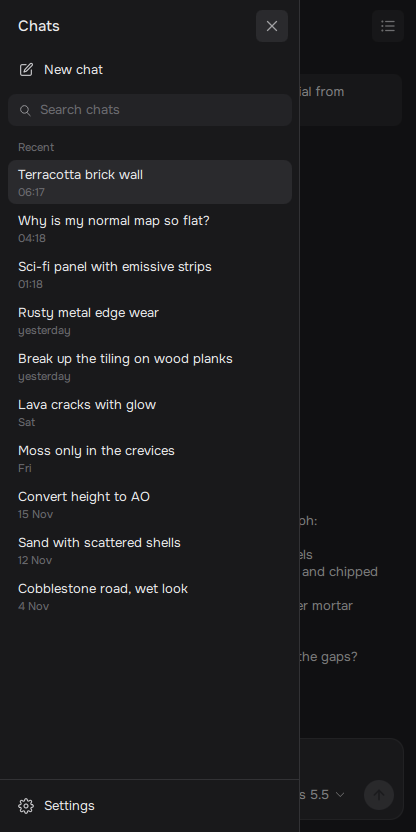 Chats
New chat
Search chats
ial from
Recent
Terracotta brick wall
06:17
Why is my normal map so flat?
04:18
Sci-fi panel with emissive strips
01:18
Rusty metal edge wear
yesterday
Break up the tiling on wood planks
yesterday
Lava cracks with glow
Sat
Moss only in the crevices
Fri
Convert height to AO
15 Nov
ph:
Sand with scattered shells
12 Nov
els
and chipped
Cobblestone road, wet look
4 Nov
er mortar
the gaps?
s 5.5
Settings